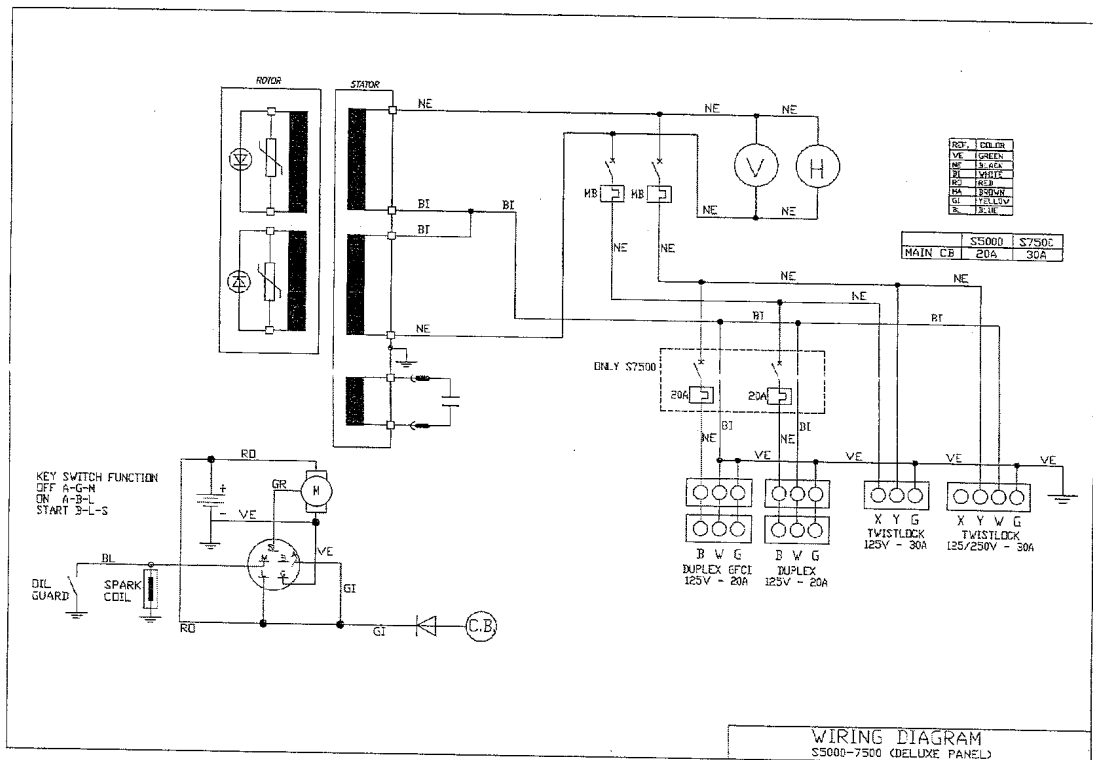 ROTOR
STATOR
NE
NE
NE
NE
V
H
REF. COLOR
VE GREEN
NE BLACK
BI WHITE
RO RED
MA BROWN
GI YELLOW
BL BLUE
MB
MB
BI
BI
BI
NE
NE
NE
NE
S5000 S7500
MAIN CB 20A 30A
NE
NE
NE
NE
BI
BI
ONLY S7500
20A
20A
NE
BI
NE
BI
VE
VE
VE
VE
KEY SWITCH FUNCTION
OFF A-G-M
ON A-B-L
START B-L-S
RO
GR
M
+
-
VE
VE
BL
OIL
GUARD
SPARK
COIL
GI
RO
GI
C.B.
B W G
DUPLEX GFCI
125V - 20A
B W G
DUPLEX
125V - 20A
X Y G
TWISTLOCK
125V - 30A
X Y W G
TWISTLOCK
125/250V - 30A
WIRING DIAGRAM
S5000-7500 (DELUXE PANEL)